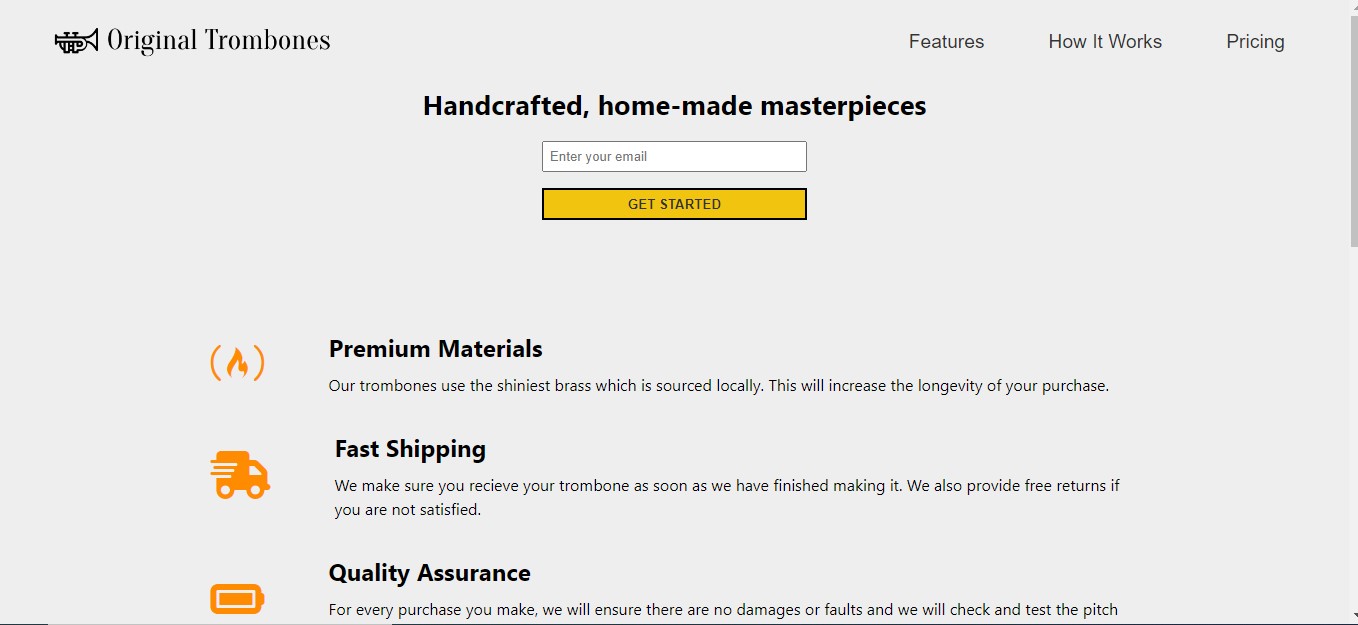 Original Trombones
Features
How It Works
Pricing
Handcrafted, home-made masterpieces
Enter your email
GET STARTED
Premium Materials
Our trombones use the shiniest brass which is sourced locally. This will increase the longevity of your purchase.
Fast Shipping
We make sure you recieve your trombone as soon as we have finished making it. We also provide free returns if
you are not satisfied.
Quality Assurance
For every purchase you make, we will ensure there are no damages or faults and we will check and test the pitch